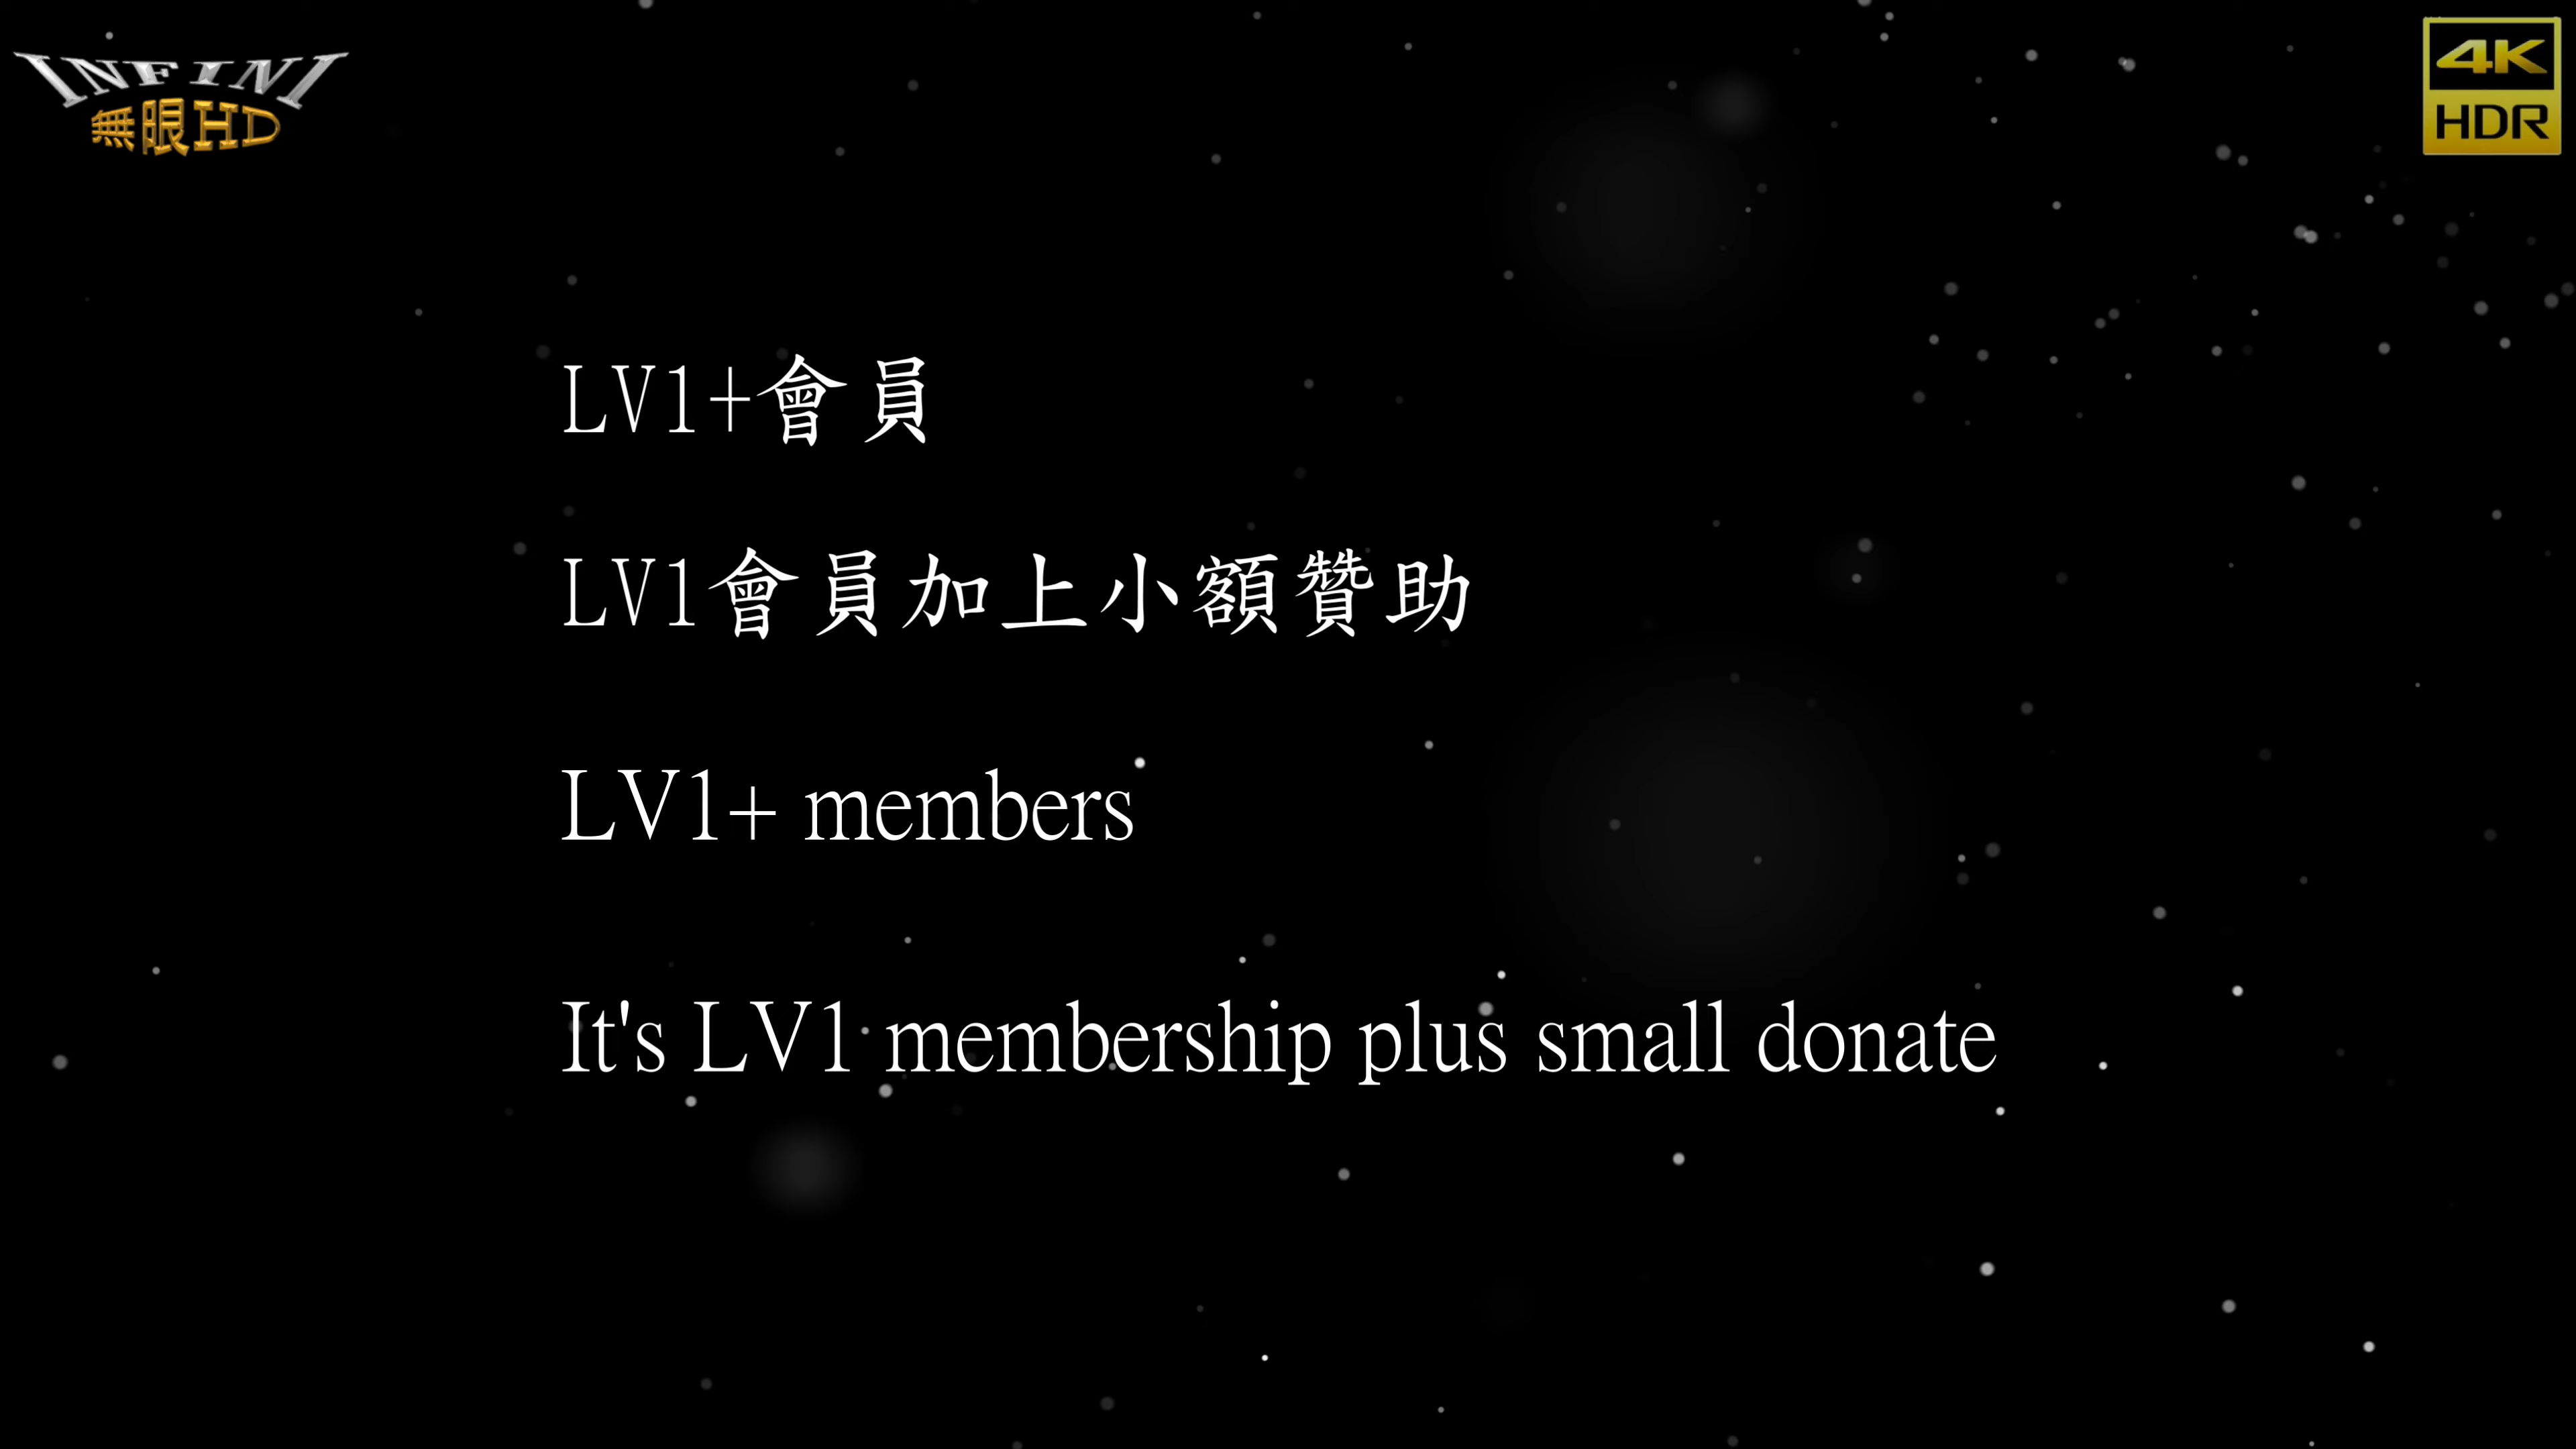 INFINI
無限HD
4K
HDR
LV1+會員
LV1會員加上小額贊助
LV1+ members
It's LV1 membership plus small donate